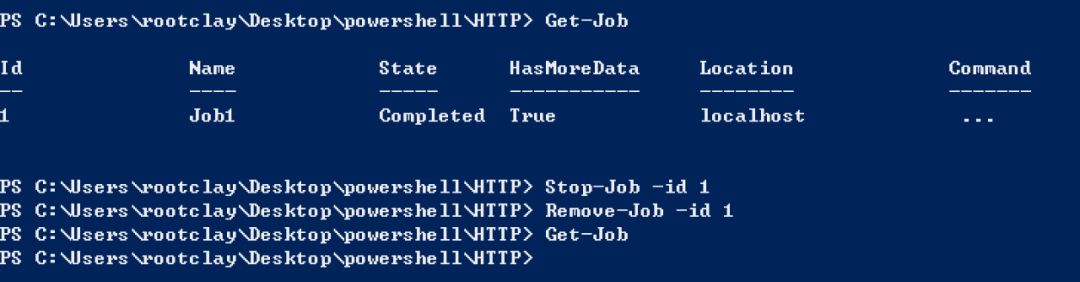 PS C:\Users\rootclay\Desktop\powershell\HTTP> Get-Job
Id Name State HasMoreData Location Command
-- ---- ----- ----------- -------- -------
1 Job1 Completed True localhost ...
PS C:\Users\rootclay\Desktop\powershell\HTTP> Stop-Job -id 1
PS C:\Users\rootclay\Desktop\powershell\HTTP> Remove-Job -id 1
PS C:\Users\rootclay\Desktop\powershell\HTTP> Get-Job
PS C:\Users\rootclay\Desktop\powershell\HTTP>